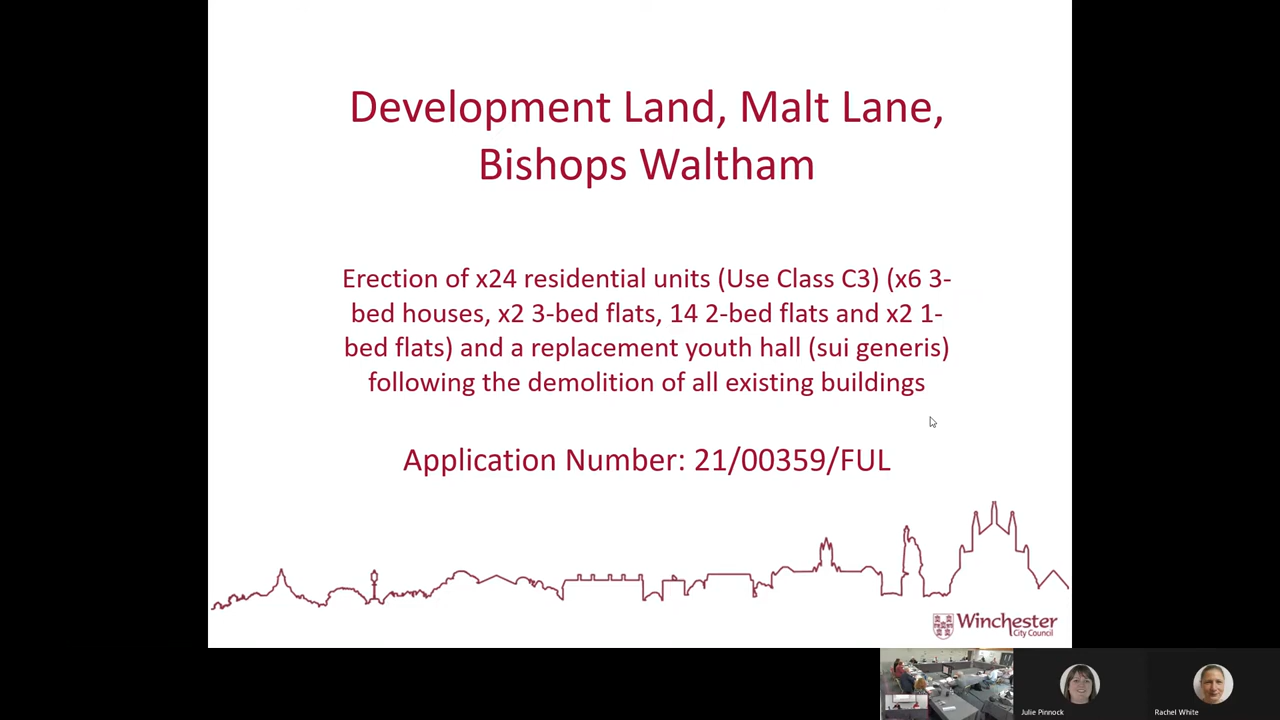 Development Land, Malt Lane,
Bishops Waltham
Erection of x24 residential units (Use Class C3) (x6 3-
bed houses, x2 3-bed flats, 14 2-bed flats and x2 1-
bed flats) and a replacement youth hall (sui generis)
following the demolition of all existing buildings
Application Number: 21/00359/FUL
Winchester
City Council
Julie Pinnock
Rachel White